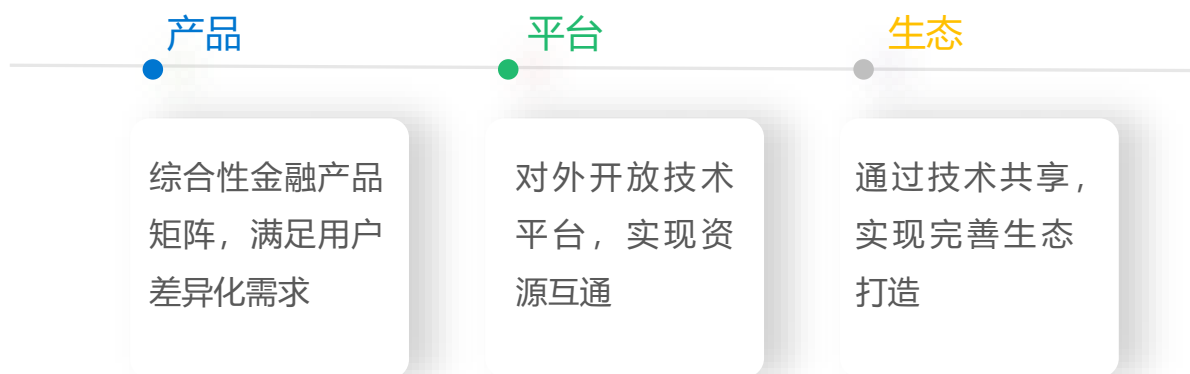 产品
平台
生态
综合性金融产品
矩阵，满足用户
差异化需求
对外开放技术
平台，实现资
源互通
通过技术共享，
实现完善生态
打造